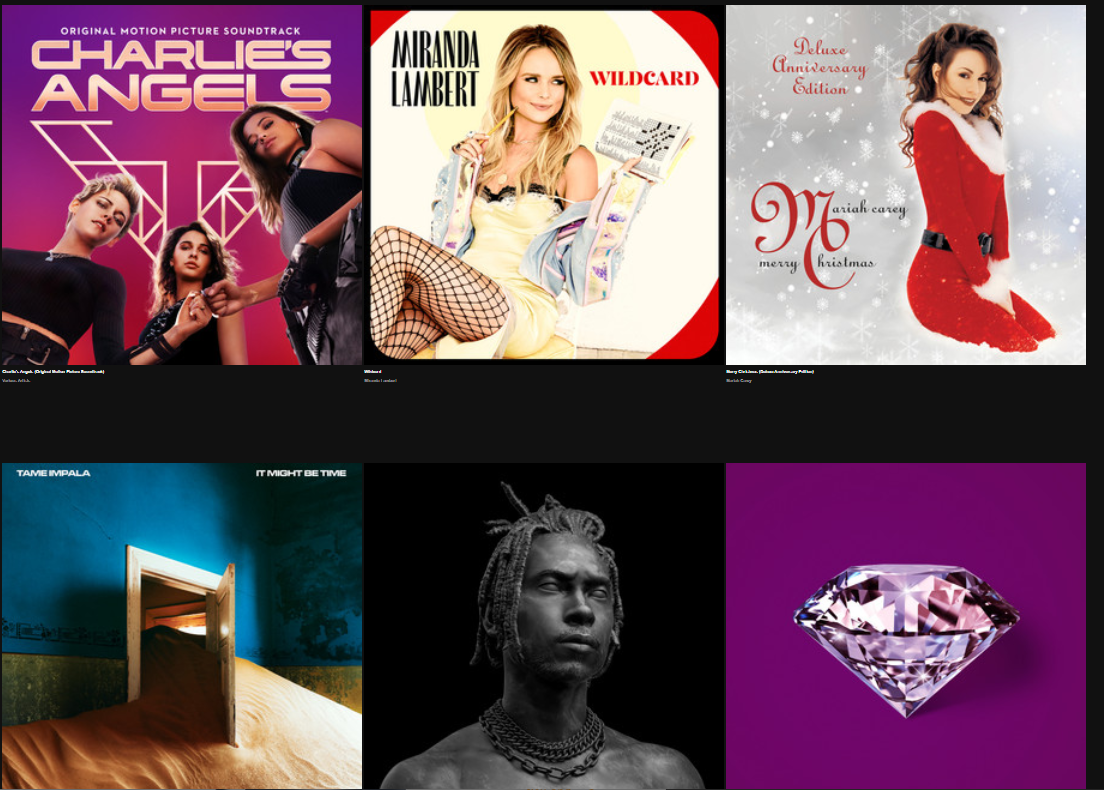 ORIGINAL MOTION PICTURE SOUNDTRACK
CHARLIE'S
ANGELS
MIRANDA
LAMBERT
WILDCARD
Deluxe
Anniversary
Edition
Mariah carey
merry Christmas
Charlie's Angels (Original Motion Picture Soundtrack)
Various Artists
Wildcard
Miranda Lambert
Merry Christmas (Deluxe Anniversary Edition)
Mariah Carey
TAME IMPALA
IT MIGHT BE TIME